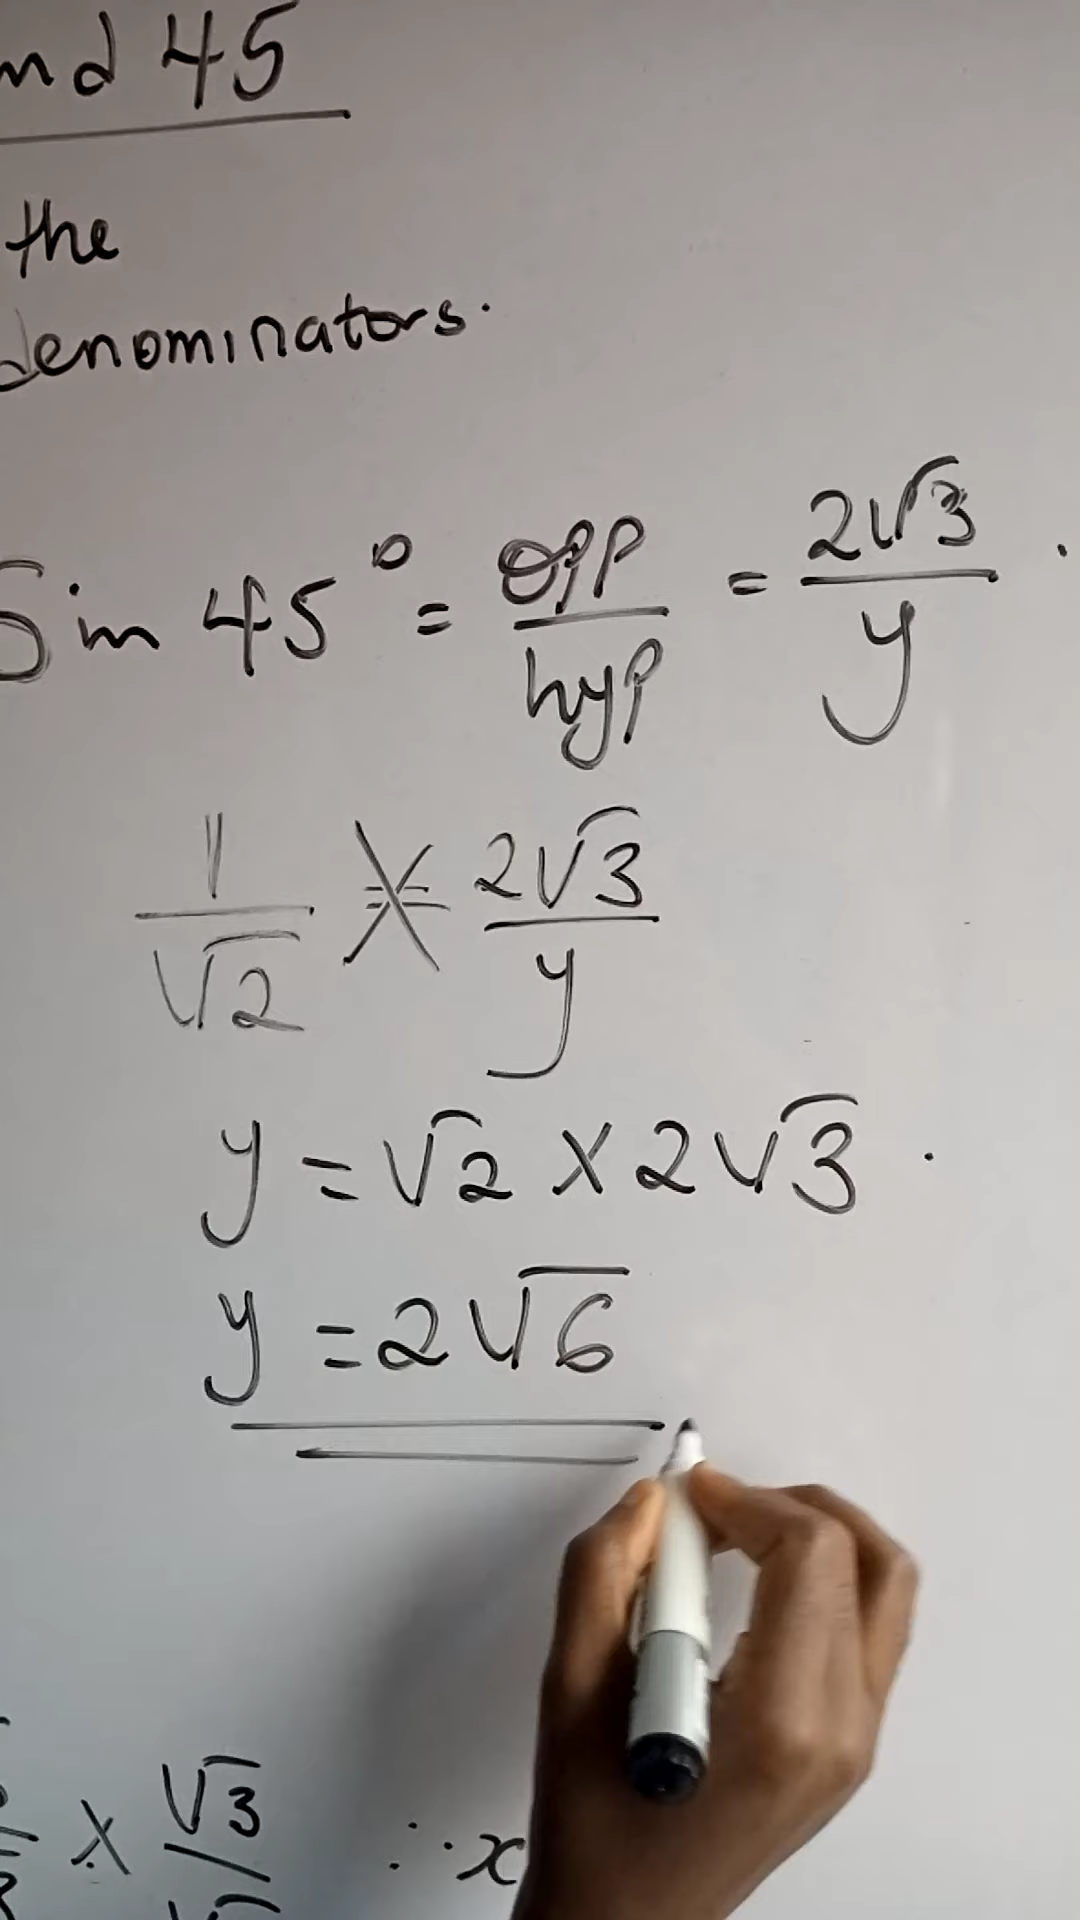 and 45
the
denominators.
Sin 45° = opp/hyp = 2√3/y .
1/√2 = 2√3/y
y = √2 × 2√3 .
y = 2√6
× √3
∴ x